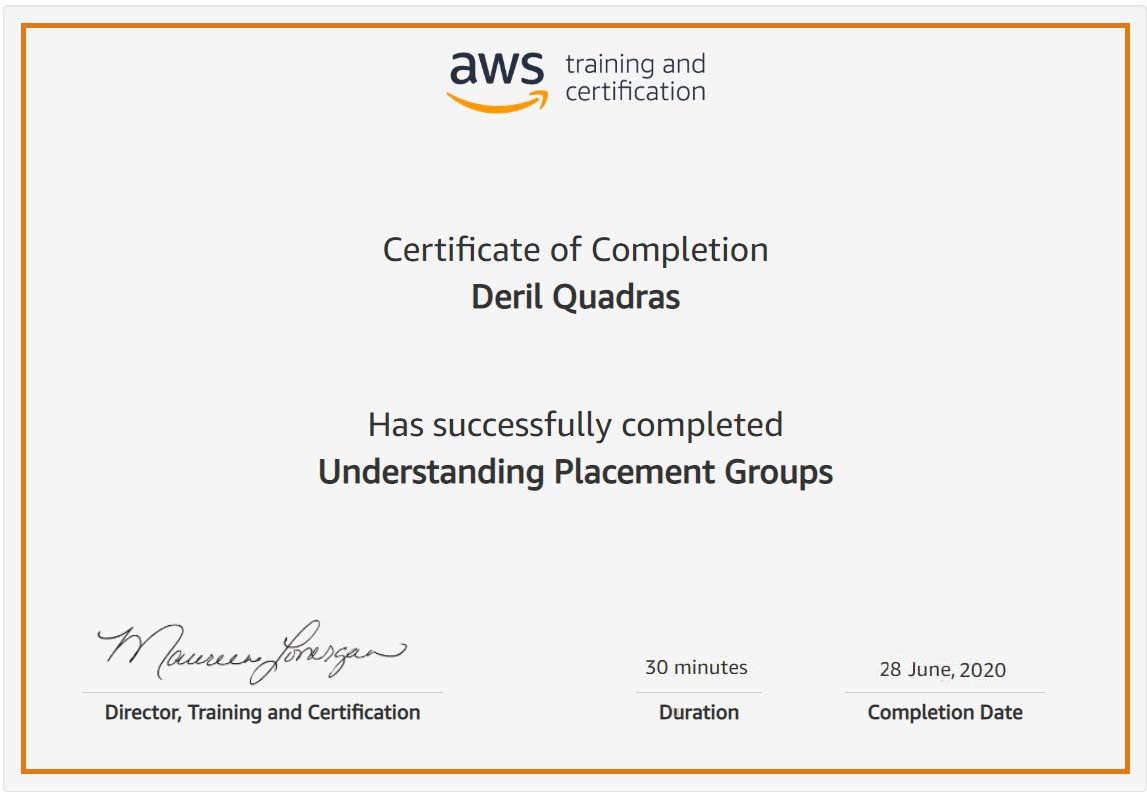 aws training and
certification
Certificate of Completion
Deril Quadras
Has successfully completed
Understanding Placement Groups
Maureen Lonergan
30 minutes
28 June, 2020
Director, Training and Certification
Duration
Completion Date